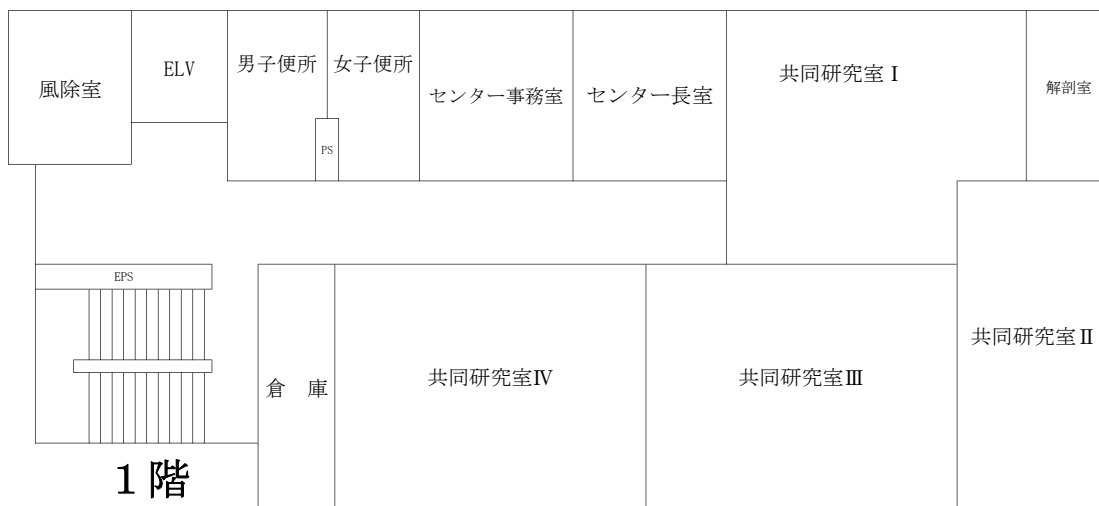 風除室
ELV
男子便所
女子便所
センター事務室
センター長室
共同研究室Ⅰ
解剖室
PS
EPS
倉 庫
共同研究室Ⅳ
共同研究室Ⅲ
共同研究室Ⅱ
1階